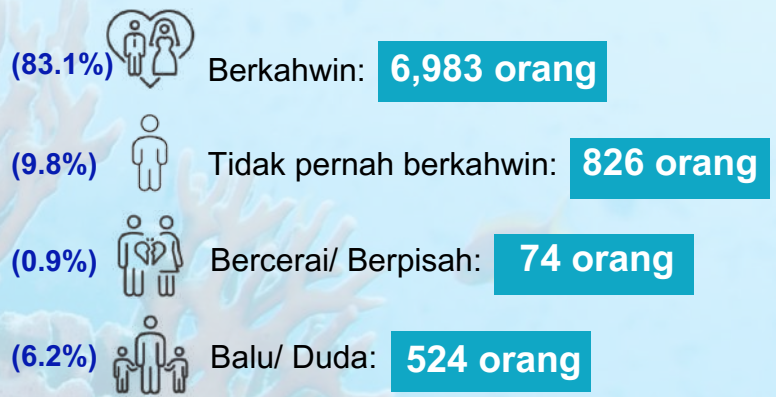 (83.1%) Berkahwin: 6,983 orang
(9.8%) Tidak pernah berkahwin: 826 orang
(0.9%) Bercerai/ Berpisah: 74 orang
(6.2%) Balu/ Duda: 524 orang